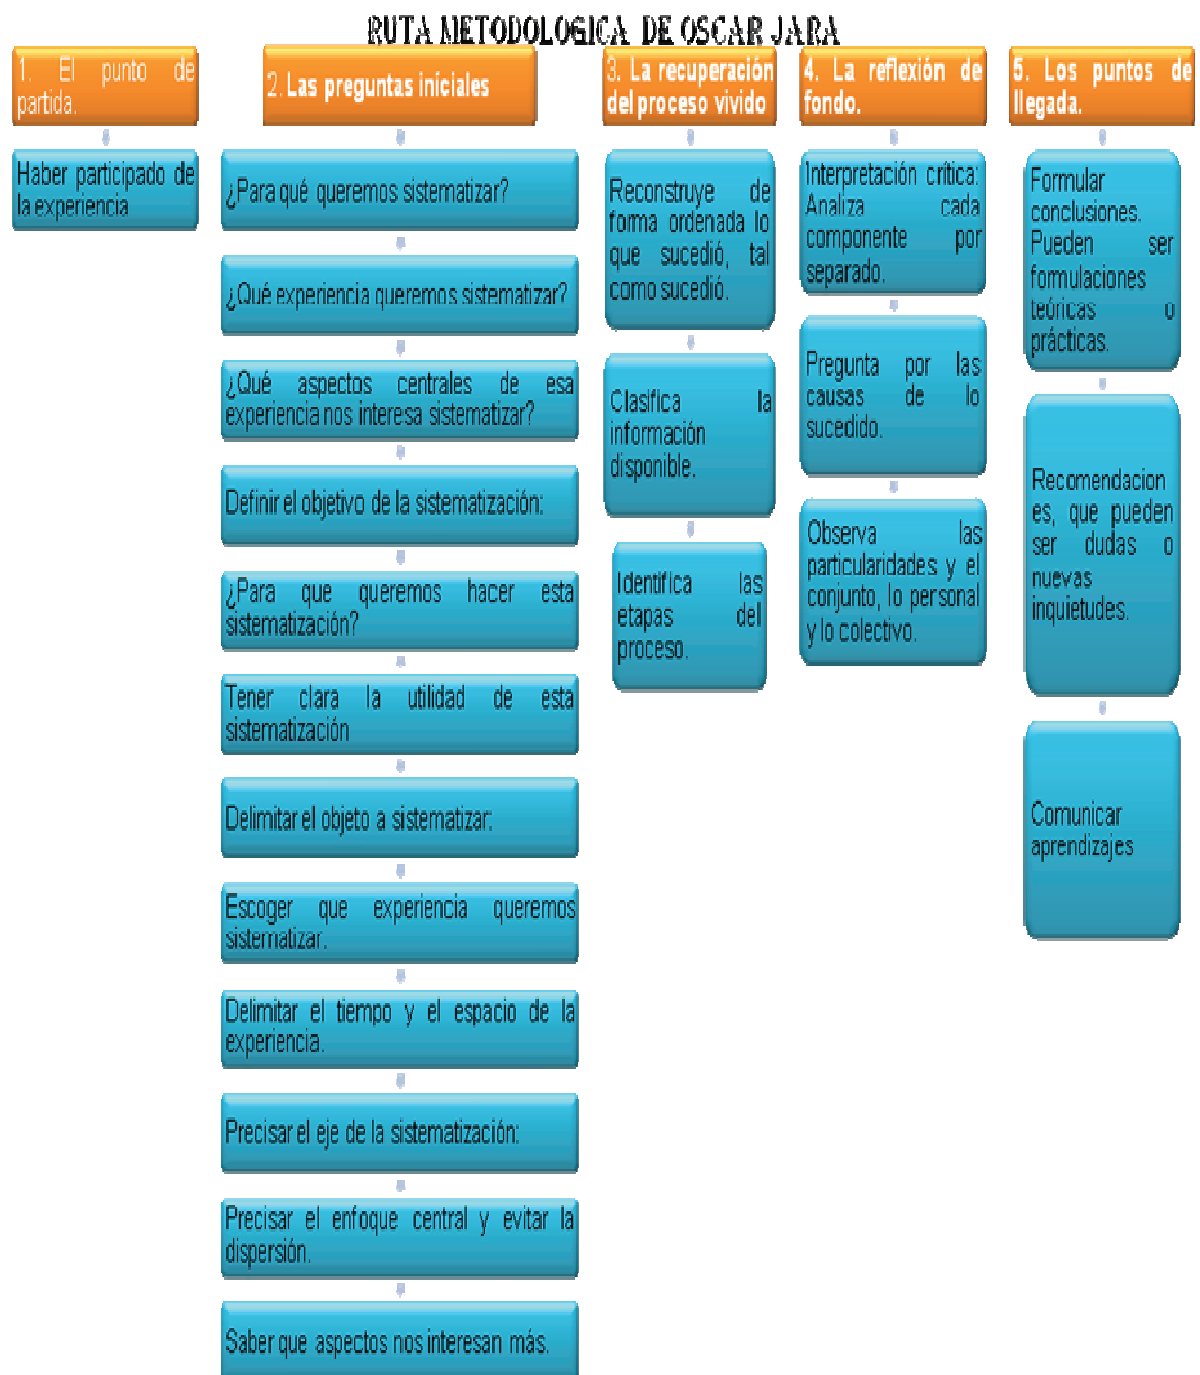 RUTA METODOLOGICA DE OSCAR JARA
1. El punto de
partida.
Haber participado de
la experiencia
2. Las preguntas iniciales
¿Para qué queremos sistematizar?
¿Qué experiencia queremos sistematizar?
¿Qué aspectos centrales de esa
experiencia nos interesa sistematizar?
Definir el objetivo de la sistematización:
¿Para que queremos hacer esta
sistematización?
Tener clara la utilidad de esta
sistematización
Delimitar el objeto a sistematizar:
Escoger que experiencia queremos
sistematizar.
Delimitar el tiempo y el espacio de la
experiencia.
Precisar el eje de la sistematización:
Precisar el enfoque central y evitar la
dispersión.
Saber que aspectos nos interesan más.
3. La recuperación
del proceso vivido
Reconstruye de
forma ordenada lo
que sucedió, tal
como sucedió.
Clasifica la
información
disponible.
Identifica las
etapas del
proceso.
4. La reflexión de
fondo.
Interpretación crítica:
Analiza cada
componente por
separado.
Pregunta por las
causas de lo
sucedido.
Observa las
particularidades y el
conjunto, lo personal
y lo colectivo.
5. Los puntos de
llegada.
Formular
conclusiones.
Pueden ser
formulaciones
teóricas o
prácticas.
Recomendacion
es, que pueden
ser dudas o
nuevas
inquietudes.
Comunicar
aprendizajes